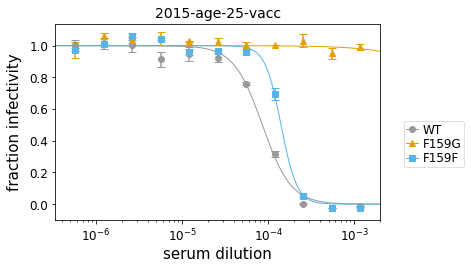 2015-age-25-vacc
fraction infectivity
1.0
0.8
0.6
0.4
0.2
0.0
10⁻⁶ 10⁻⁵ 10⁻⁴ 10⁻³
serum dilution
WT
F159G
F159F